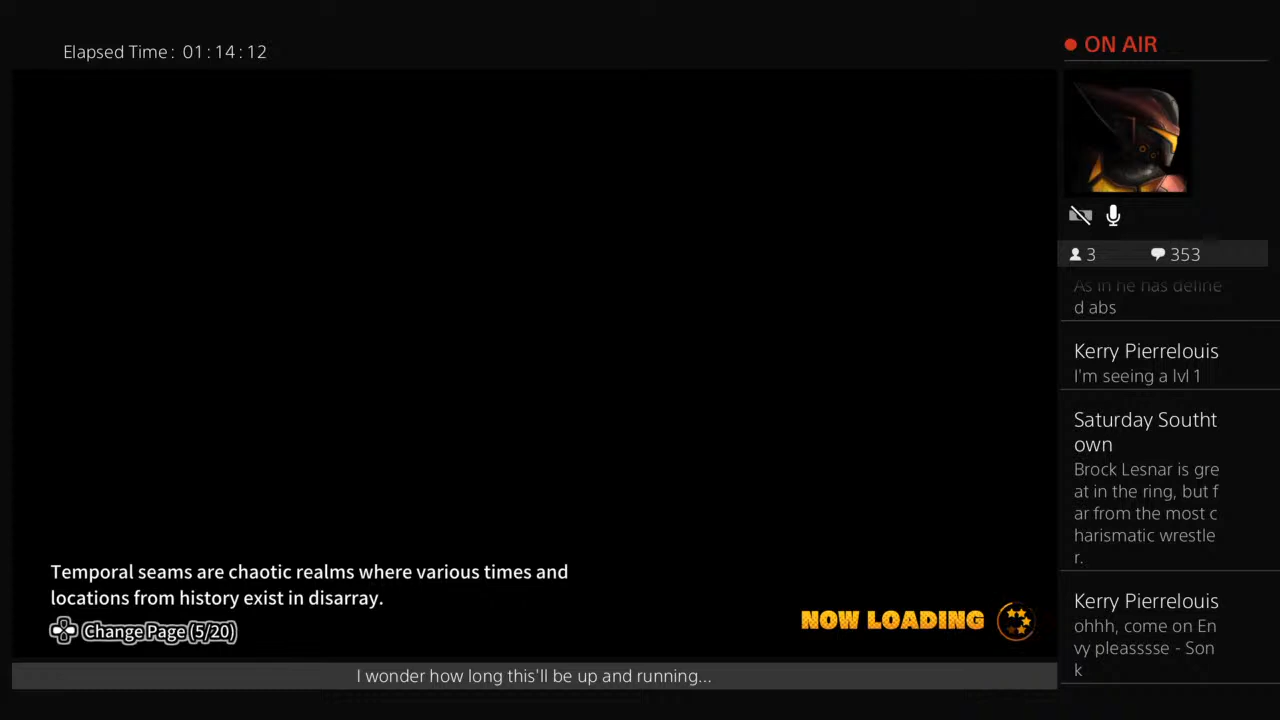 Elapsed Time: 01:14:12
ON AIR
3
353
As in he has define
d abs
Kerry Pierrelouis
I'm seeing a lvl 1
Saturday Southt
own
Brock Lesnar is gre
at in the ring, but f
ar from the most c
harismatic wrestle
r.
Kerry Pierrelouis
ohhh, come on En
vy pleasssse - Son
k
Temporal seams are chaotic realms where various times and
locations from history exist in disarray.
Change Page (5/20)
NOW LOADING
I wonder how long this'll be up and running...